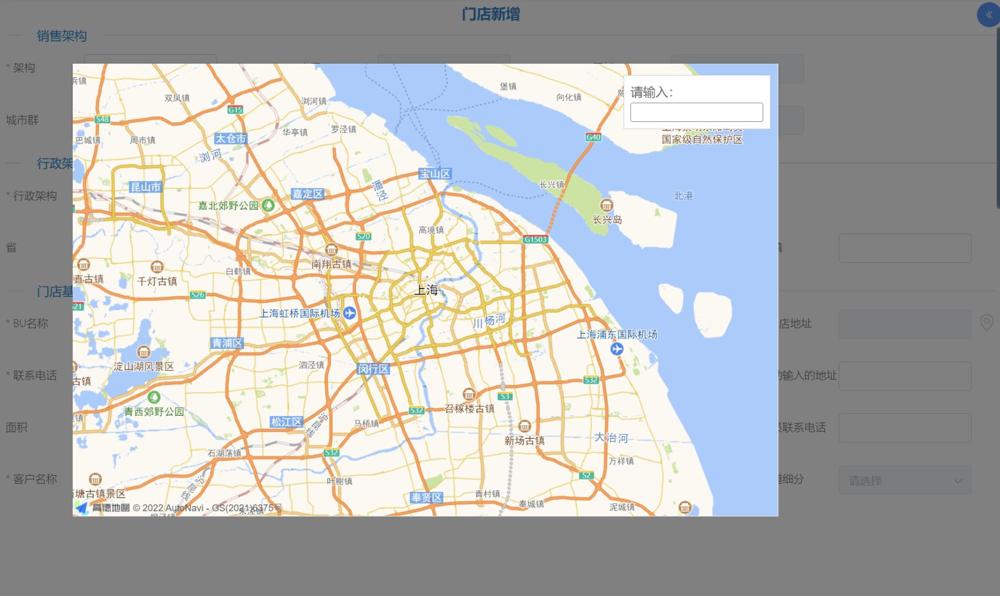 门店新增
销售架构
* 架构
城市群
行政架
* 行政架构
省
门店基
* BU名称
店地址
* 联系电话
输入的地址
面积
联系电话
* 客户名称
细分
请选择
请输入:
浜镇
双凤镇
浏河镇
堡镇
向化镇
G15
S48
华亭镇
罗泾镇
巴城镇
周市镇
太仓市
浏河
G40
国家级自然保护区
宝山区
昆山市
嘉定区
潘泾
长兴镇
北港
嘉北郊野公园
长兴岛
高境镇
S20
G1503
南翔古镇
直古镇
千灯古镇
白鹤镇
上海
S26
S21
上海虹桥国际机场
川杨河
上海浦东国际机场
青浦区
淀山湖风景区
泗泾镇
闵行区
古镇
S32
S3
青西郊野公园
召稼楼古镇
S32
松江区
沪昆线
马桥镇
新场古镇
大治河
石湖荡镇
S32
万祥镇
沪昆线
叶榭镇
S2
塘古镇景区
奉贤区
青村镇
奉城镇
泥城镇
高德地图 © 2022 AutoNavi - GS(2021)6375号
朱泾镇